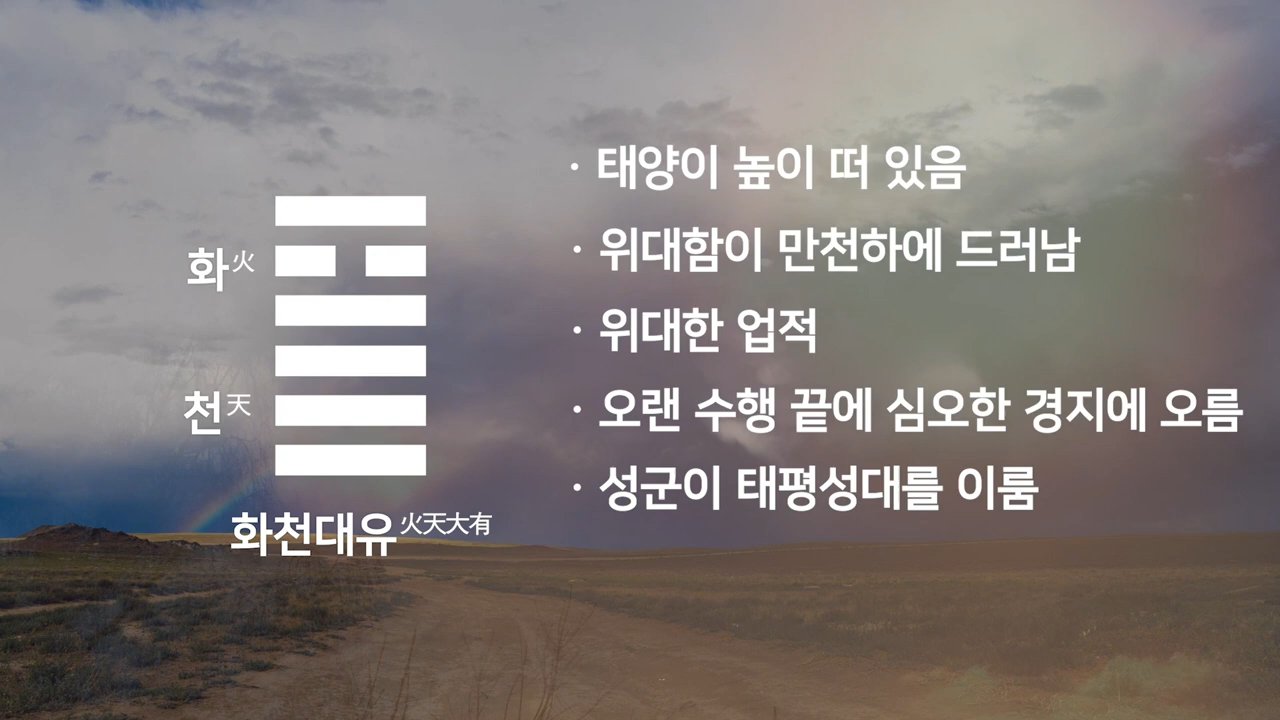 화火
천天
화천대유火天大有
· 태양이 높이 떠 있음
· 위대함이 만천하에 드러남
· 위대한 업적
· 오랜 수행 끝에 심오한 경지에 오름
· 성군이 태평성대를 이룸